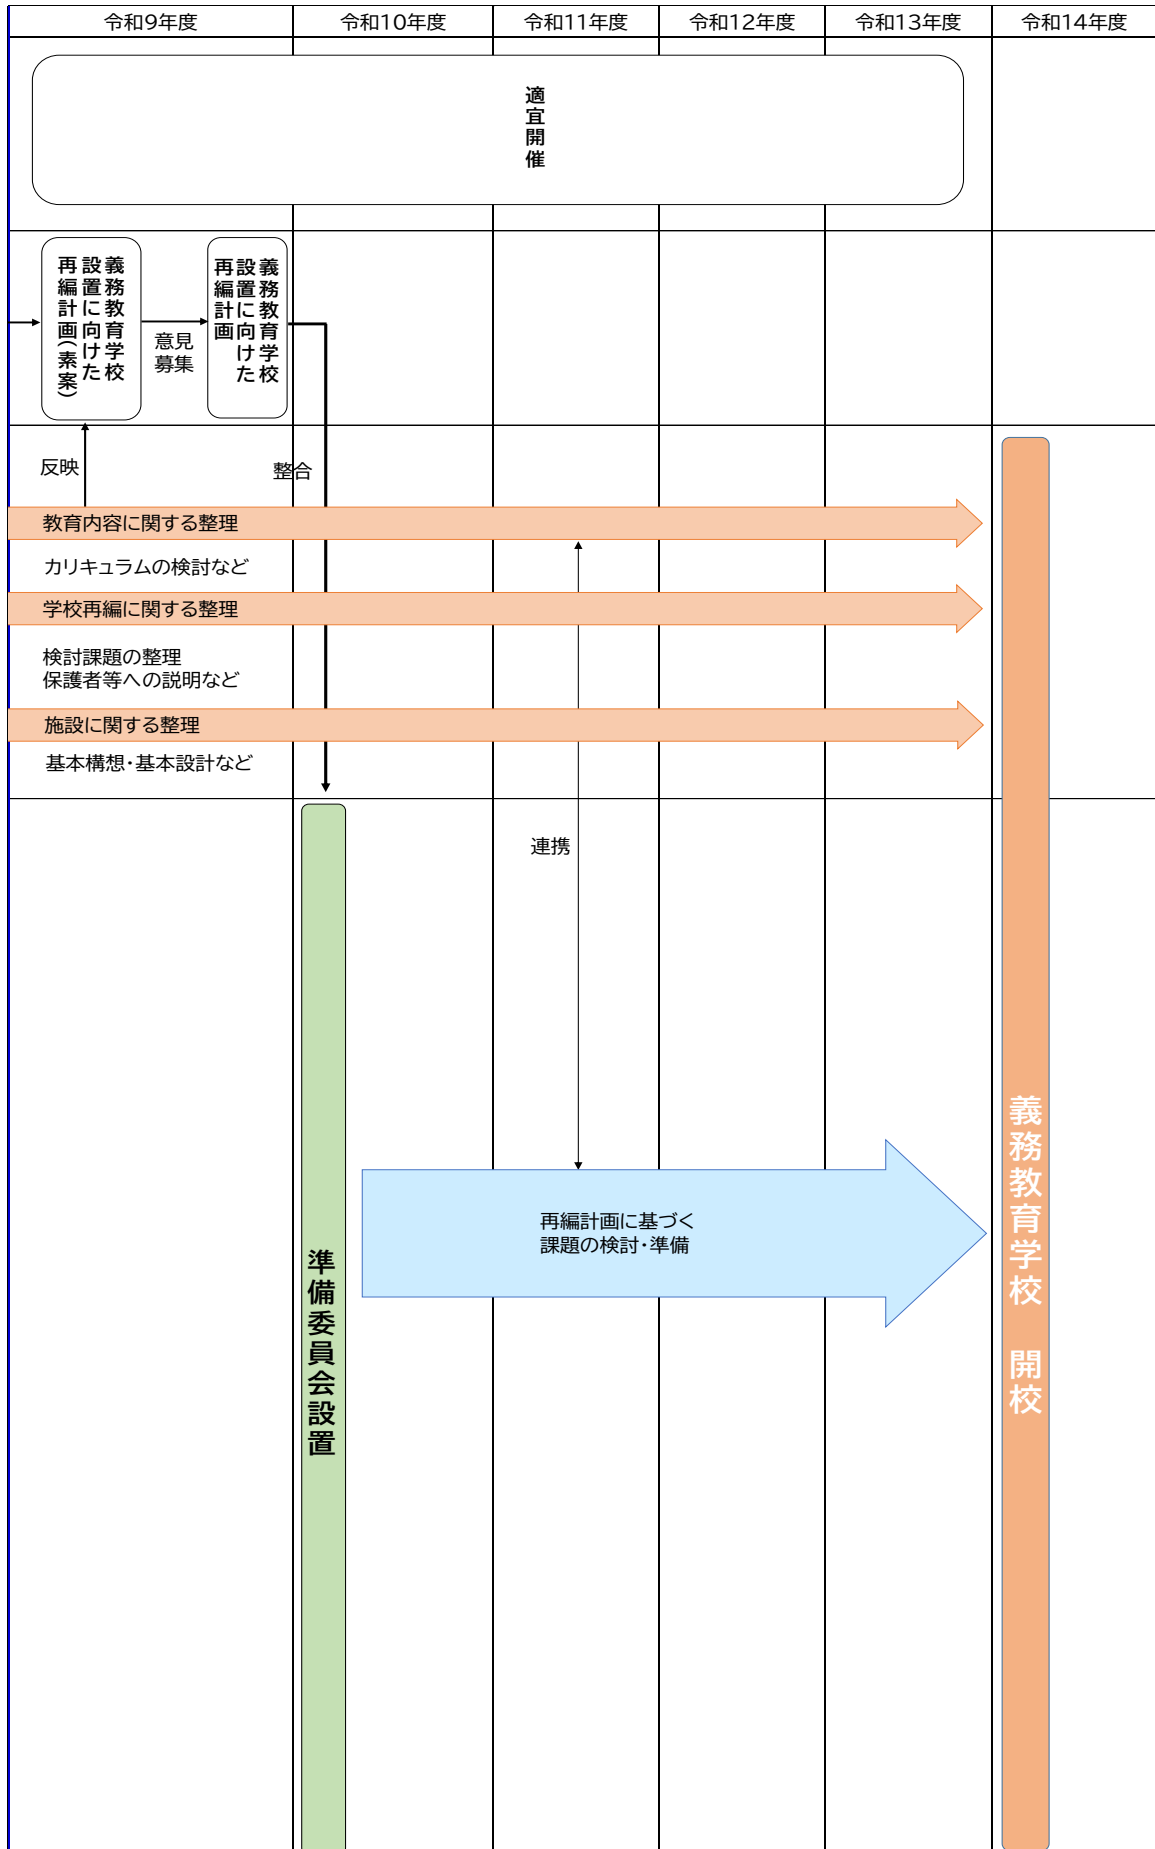 令和9年度
令和10年度
令和11年度
令和12年度
令和13年度
令和14年度
適宜開催
義務教育学校
設置に向けた
再編計画(素案)
意見
募集
義務教育学校
設置に向けた
再編計画
反映
整合
教育内容に関する整理
カリキュラムの検討など
学校再編に関する整理
検討課題の整理
保護者等への説明など
施設に関する整理
基本構想・基本設計など
連携
再編計画に基づく
課題の検討・準備
準備委員会設置
義務教育学校 開校